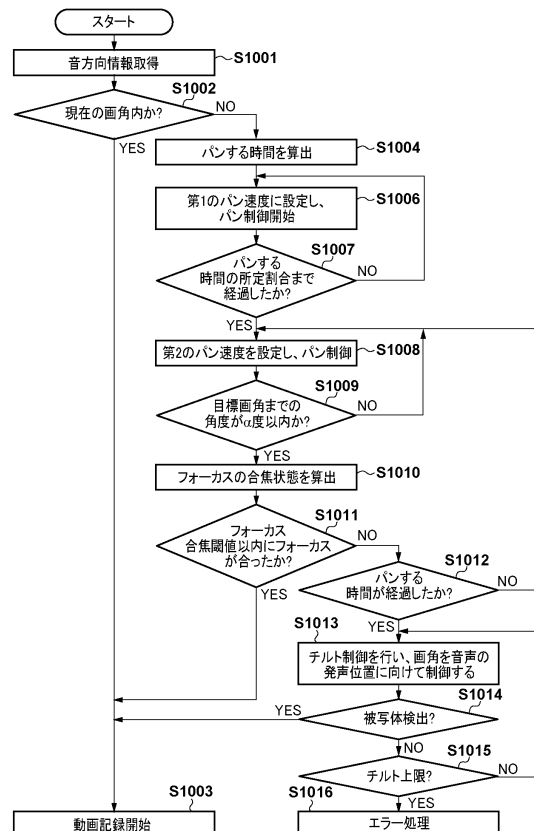 スタート
音方向情報取得
S1001
現在の画角内か?
S1002
NO
YES
パンする時間を算出
S1004
第1のパン速度に設定し、
パン制御開始
S1006
パンする
時間の所定割合まで
経過したか?
S1007
NO
YES
第2のパン速度を設定し、パン制御
S1008
目標画角までの
角度がα度以内か?
S1009
NO
YES
フォーカスの合焦状態を算出
S1010
フォーカス
合焦閾値以内にフォーカス
が合ったか?
S1011
NO
YES
パンする
時間が経過したか?
S1012
NO
YES
S1013
チルト制御を行い、画角を音声の
発声位置に向けて制御する
被写体検出?
S1014
YES
NO
チルト上限?
S1015
NO
YES
S1003
動画記録開始
S1016
エラー処理